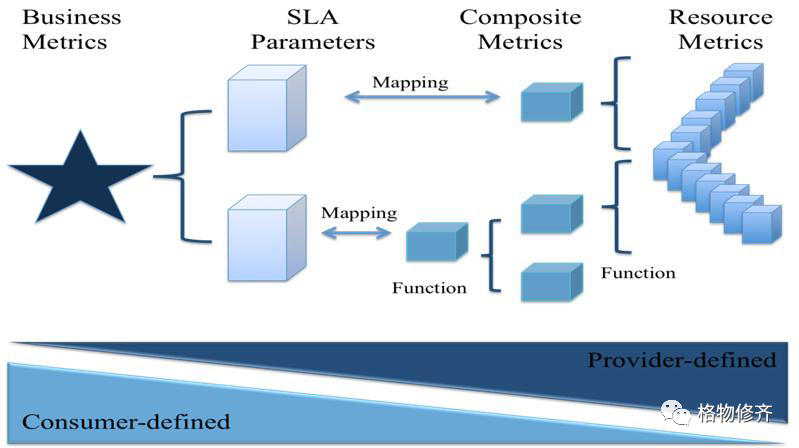 Business
Metrics
SLA
Parameters
Composite
Metrics
Resource
Metrics
Mapping
Mapping
Function
Function
Provider-defined
Consumer-defined
格物修齐